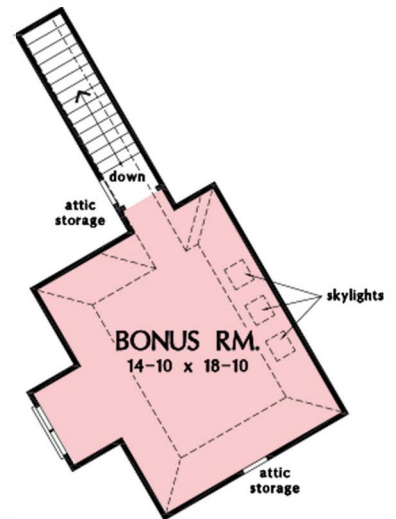 down
attic
storage
skylights
BONUS RM.
14-10 x 18-10
attic
storage